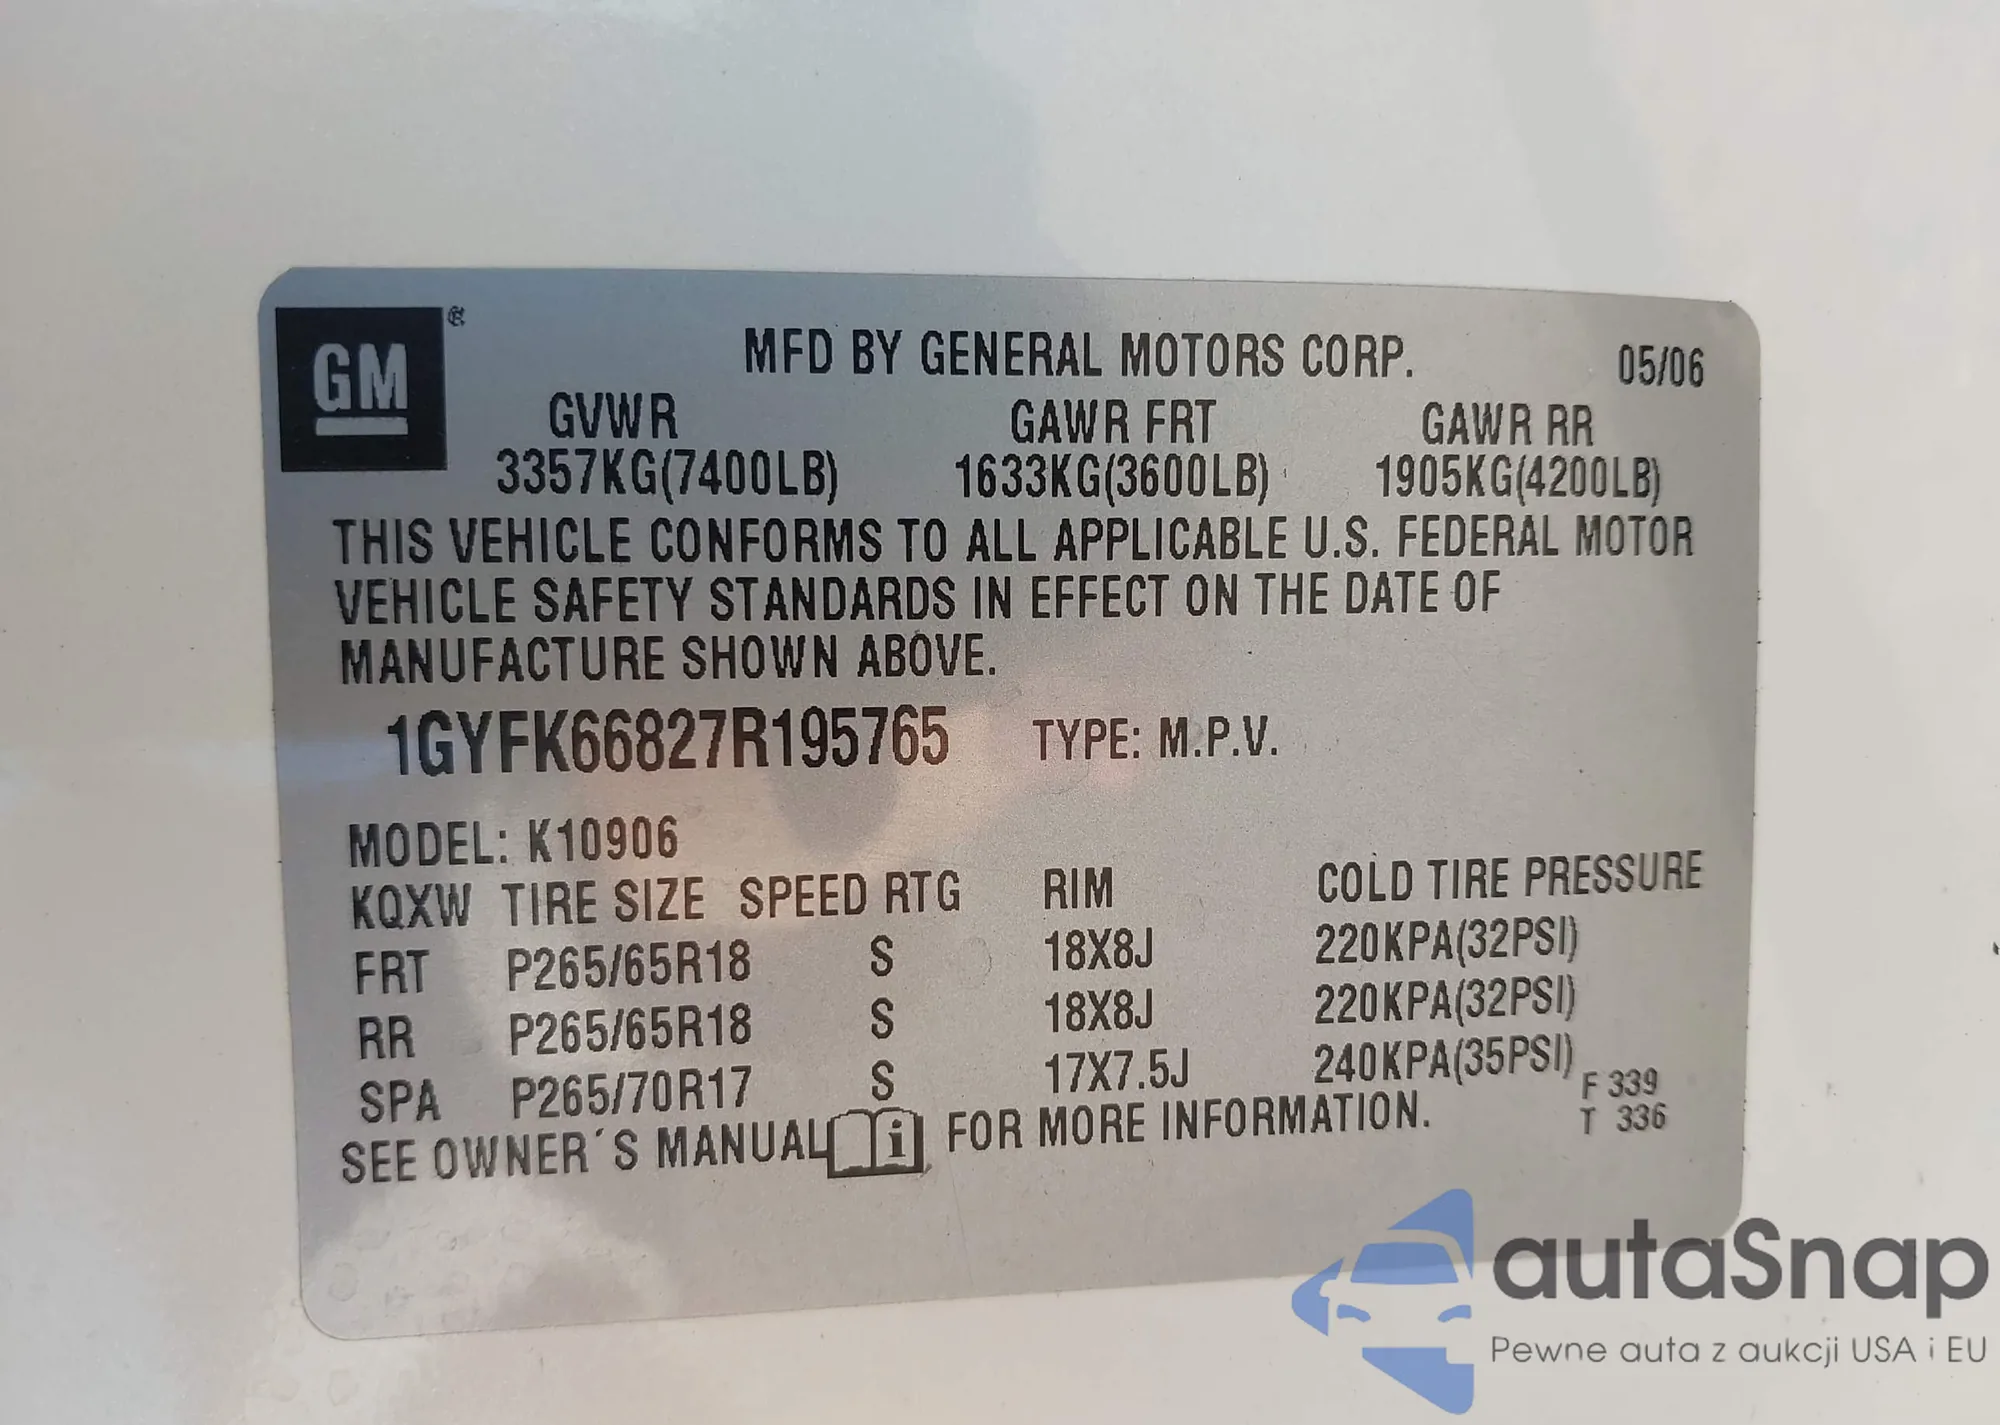 GM
MFD BY GENERAL MOTORS CORP. 05/06
GVWR GAWR FRT GAWR RR
3357KG(7400LB) 1633KG(3600LB) 1905KG(4200LB)
THIS VEHICLE CONFORMS TO ALL APPLICABLE U.S. FEDERAL MOTOR
VEHICLE SAFETY STANDARDS IN EFFECT ON THE DATE OF
MANUFACTURE SHOWN ABOVE.
1GYFK66827R195765 TYPE: M.P.V.
MODEL: K10906
KQXW TIRE SIZE SPEED RTG RIM COLD TIRE PRESSURE
FRT P265/65R18 S 18X8J 220KPA(32PSI)
RR P265/65R18 S 18X8J 220KPA(32PSI)
SPA P265/70R17 S 17X7.5J 240KPA(35PSI)
SEE OWNER´S MANUAL i FOR MORE INFORMATION.
F 339
T 336
autaSnap
Pewne auta z aukcji USA i EU